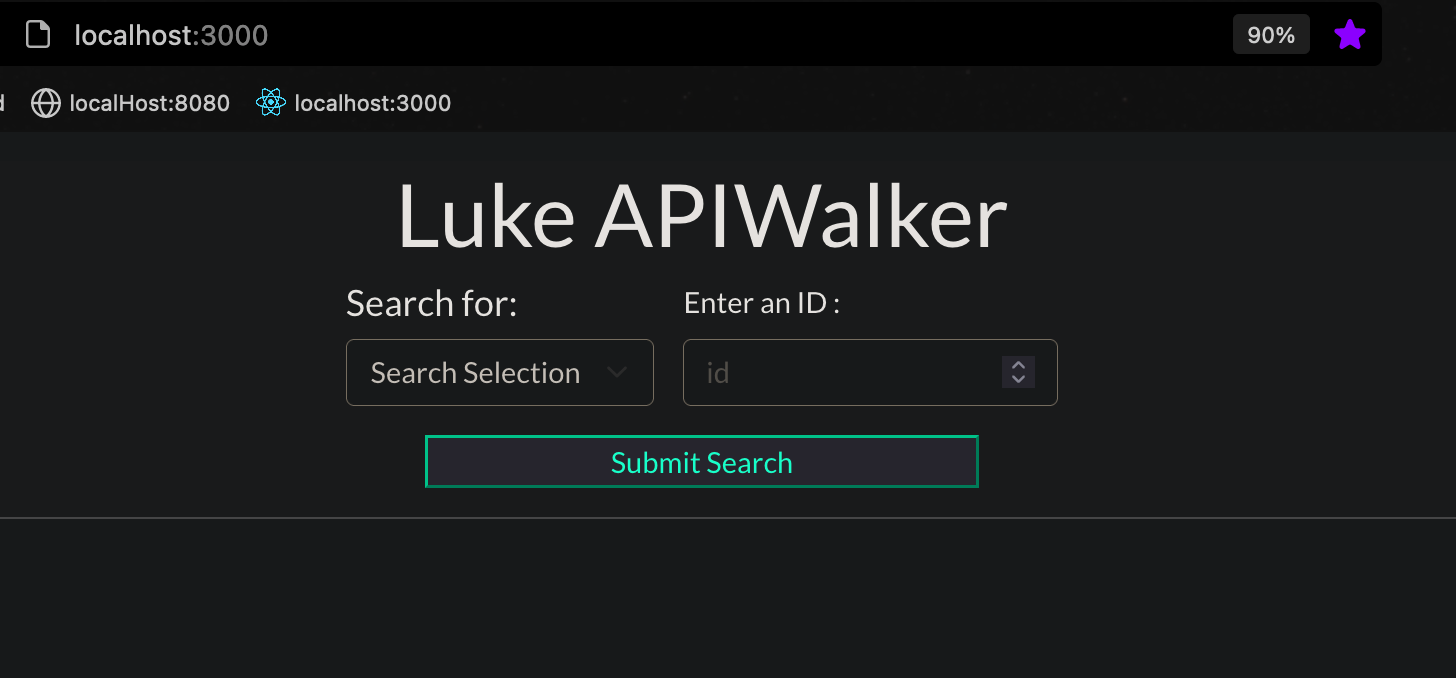 localhost:3000 90%
localHost:8080 localhost:3000
Luke APIWalker
Search for: Enter an ID :
Search Selection id
Submit Search